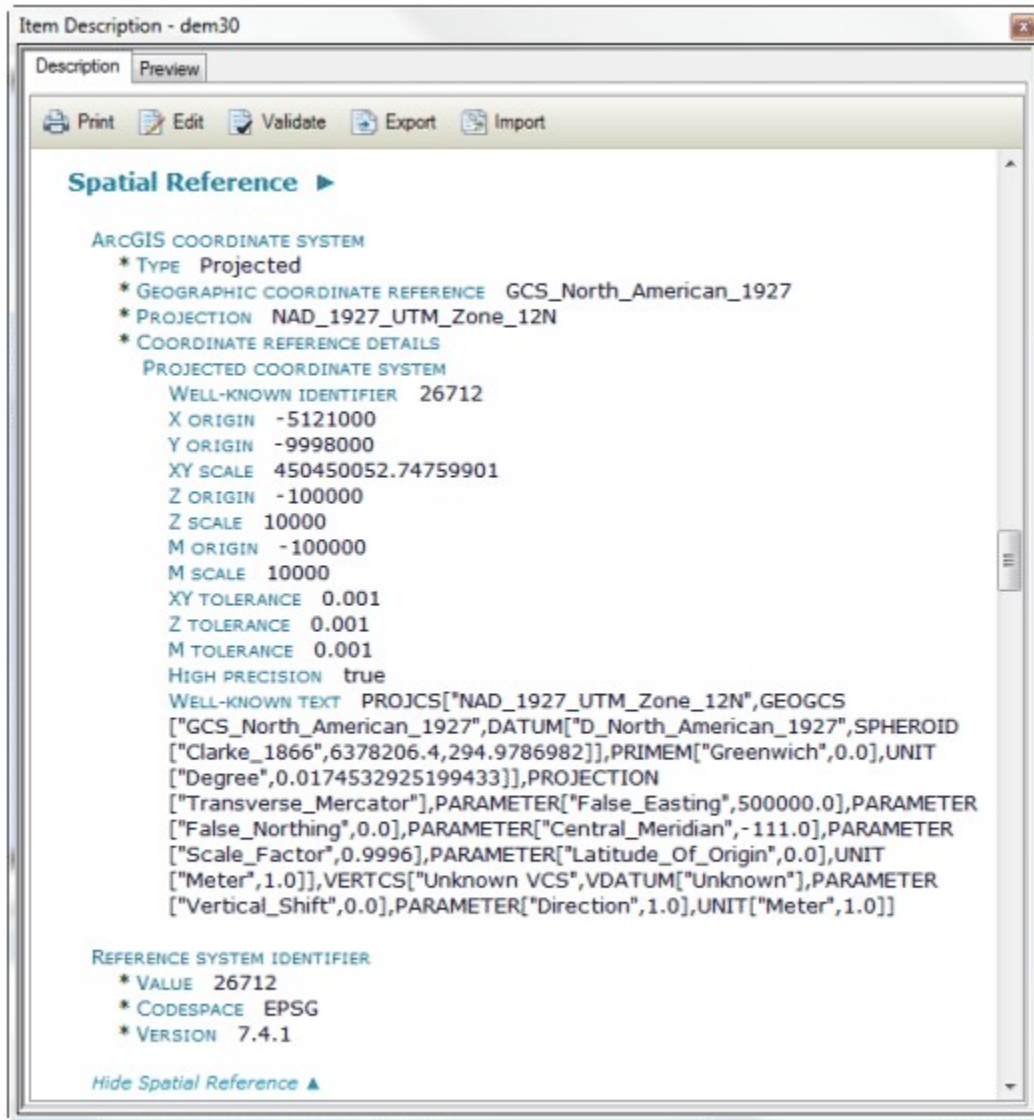 Item Description - dem30
Description Preview
Print Edit Validate Export Import
Spatial Reference ►
ArcGIS coordinate system
* Type Projected
* Geographic coordinate reference GCS_North_American_1927
* Projection NAD_1927_UTM_Zone_12N
* Coordinate reference details
Projected coordinate system
Well-known identifier 26712
X origin -5121000
Y origin -9998000
XY scale 450450052.74759901
Z origin -100000
Z scale 10000
M origin -100000
M scale 10000
XY tolerance 0.001
Z tolerance 0.001
M tolerance 0.001
High precision true
Well-known text PROJCS["NAD_1927_UTM_Zone_12N",GEOGCS
["GCS_North_American_1927",DATUM["D_North_American_1927",SPHEROID
["Clarke_1866",6378206.4,294.9786982]],PRIMEM["Greenwich",0.0],UNIT
["Degree",0.0174532925199433]],PROJECTION
["Transverse_Mercator"],PARAMETER["False_Easting",500000.0],PARAMETER
["False_Northing",0.0],PARAMETER["Central_Meridian",-111.0],PARAMETER
["Scale_Factor",0.9996],PARAMETER["Latitude_Of_Origin",0.0],UNIT
["Meter",1.0]],VERTCS["Unknown VCS",VDATUM["Unknown"],PARAMETER
["Vertical_Shift",0.0],PARAMETER["Direction",1.0],UNIT["Meter",1.0]]
Reference system identifier
* Value 26712
* Codespace EPSG
* Version 7.4.1
Hide Spatial Reference ▲